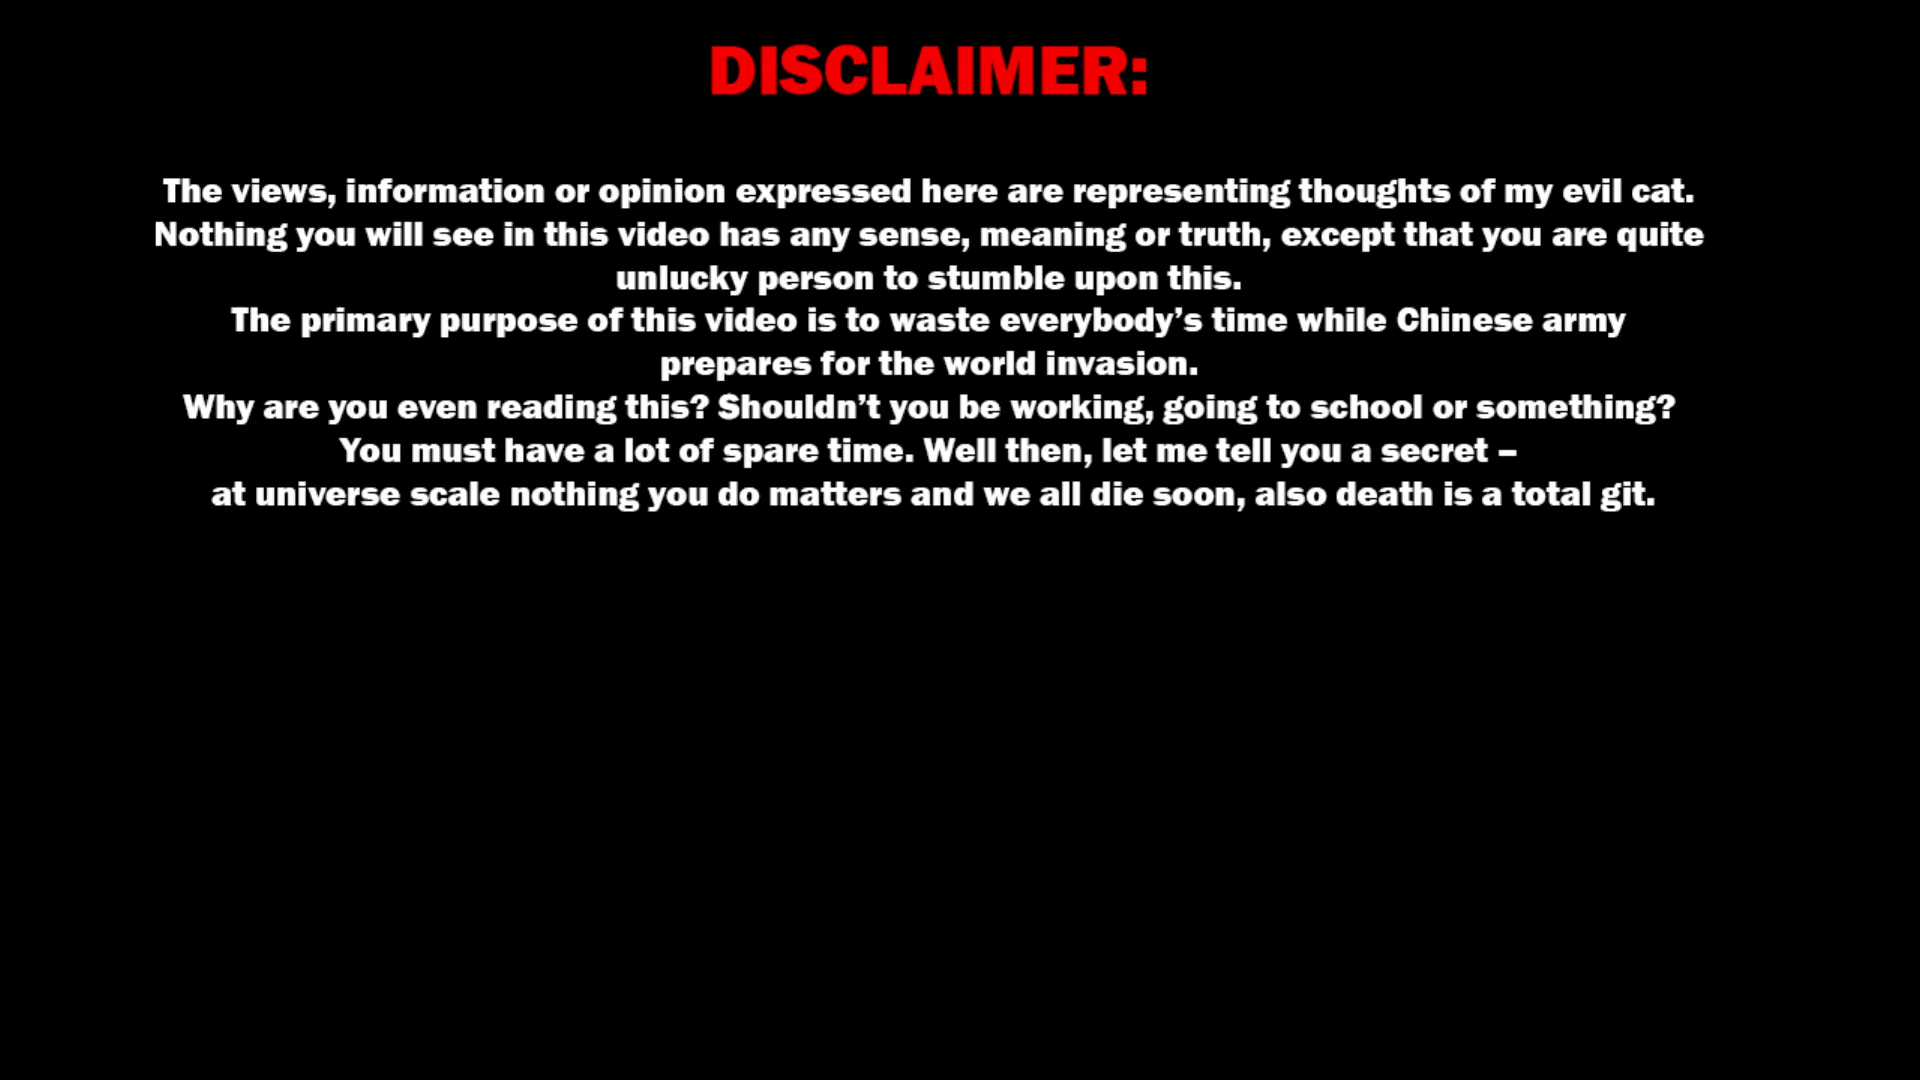 DISCLAIMER:
The views, information or opinion expressed here are representing thoughts of my evil cat.
Nothing you will see in this video has any sense, meaning or truth, except that you are quite
unlucky person to stumble upon this.
The primary purpose of this video is to waste everybody’s time while Chinese army
prepares for the world invasion.
Why are you even reading this? Shouldn’t you be working, going to school or something?
You must have a lot of spare time. Well then, let me tell you a secret –
at universe scale nothing you do matters and we all die soon, also death is a total git.